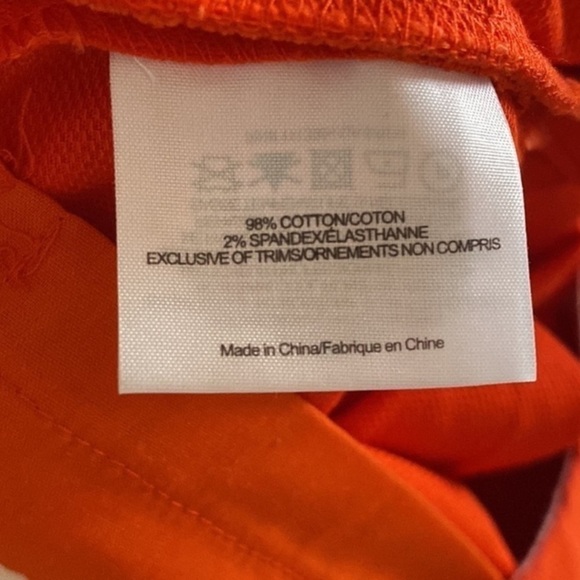 98% COTTON/COTON
2% SPANDEX/ÉLASTHANNE
EXCLUSIVE OF TRIMS/ORNEMENTS NON COMPRIS
Made in China/Fabrique en Chine